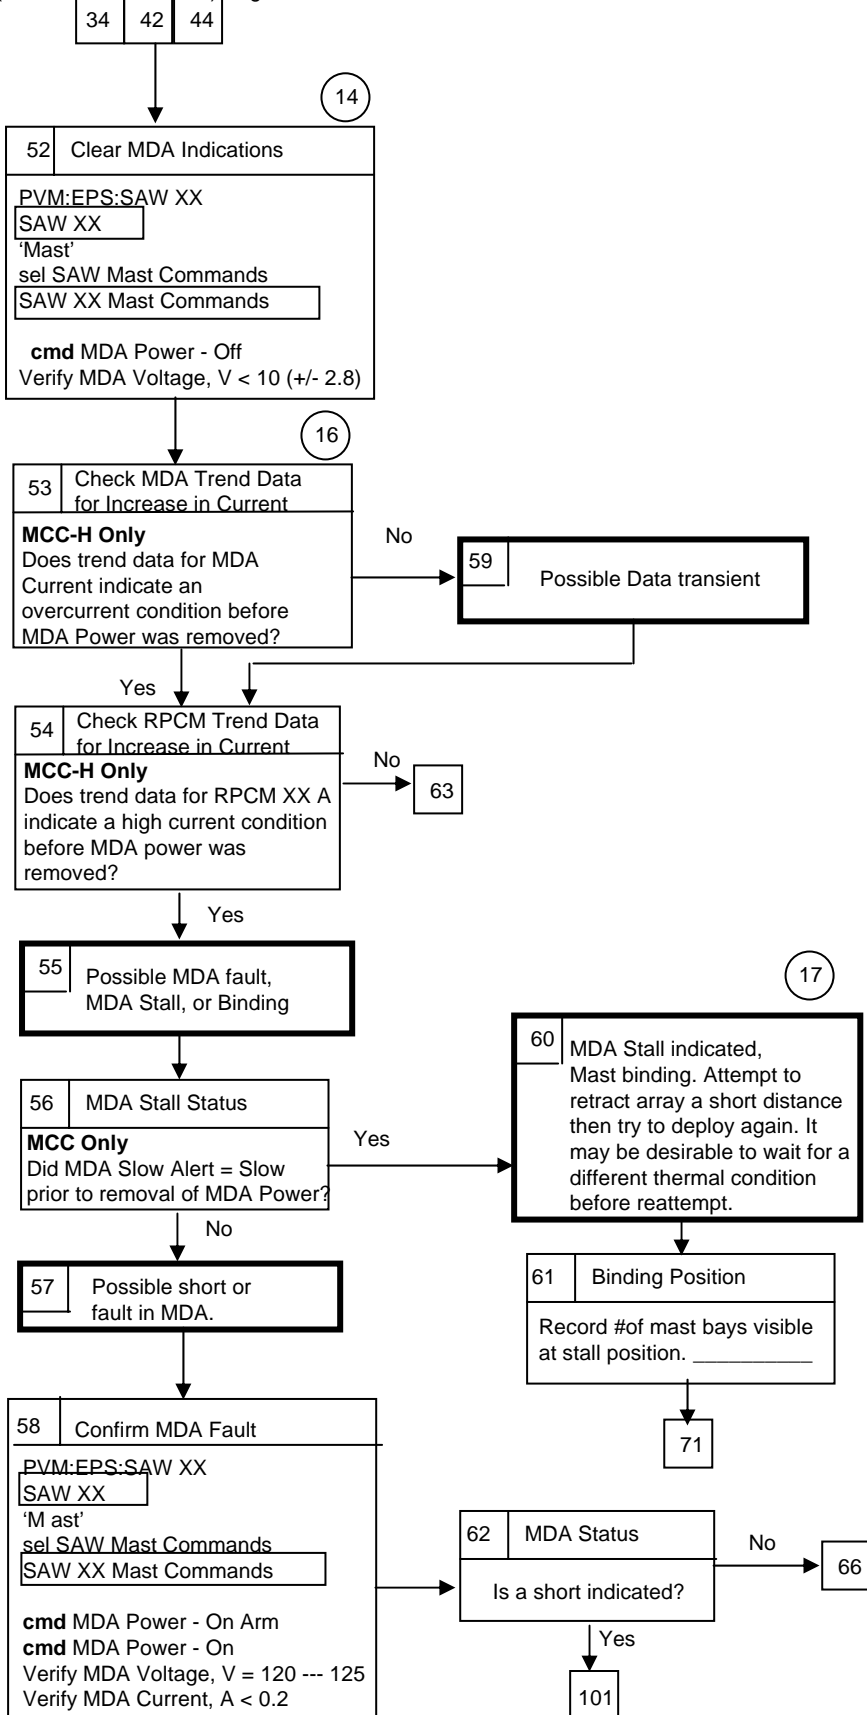 34 42 44
14
52 Clear MDA Indications
PVM:EPS:SAW XX
SAW XX
‘Mast’
sel SAW Mast Commands
SAW XX Mast Commands
cmd MDA Power - Off
Verify MDA Voltage, V < 10 (+/- 2.8)
16
53 Check MDA Trend Data
for Increase in Current
MCC-H Only
Does trend data for MDA
Current indicate an
overcurrent condition before
MDA Power was removed?
No
59 Possible Data transient
Yes
54 Check RPCM Trend Data
for Increase in Current
MCC-H Only
Does trend data for RPCM XX A
indicate a high current condition
before MDA power was
removed?
No
63
Yes
55 Possible MDA fault,
MDA Stall, or Binding
56 MDA Stall Status
MCC Only
Did MDA Slow Alert = Slow
prior to removal of MDA Power?
Yes
17
60 MDA Stall indicated,
Mast binding. Attempt to
retract array a short distance
then try to deploy again. It
may be desirable to wait for a
different thermal condition
before reattempt.
61 Binding Position
Record #of mast bays visible
at stall position. __________
71
No
57 Possible short or
fault in MDA.
58 Confirm MDA Fault
PVM:EPS:SAW XX
SAW XX
‘M ast’
sel SAW Mast Commands
SAW XX Mast Commands
cmd MDA Power - On Arm
cmd MDA Power - On
Verify MDA Voltage, V = 120 --- 125
Verify MDA Current, A < 0.2
62 MDA Status
Is a short indicated?
No
66
Yes
101